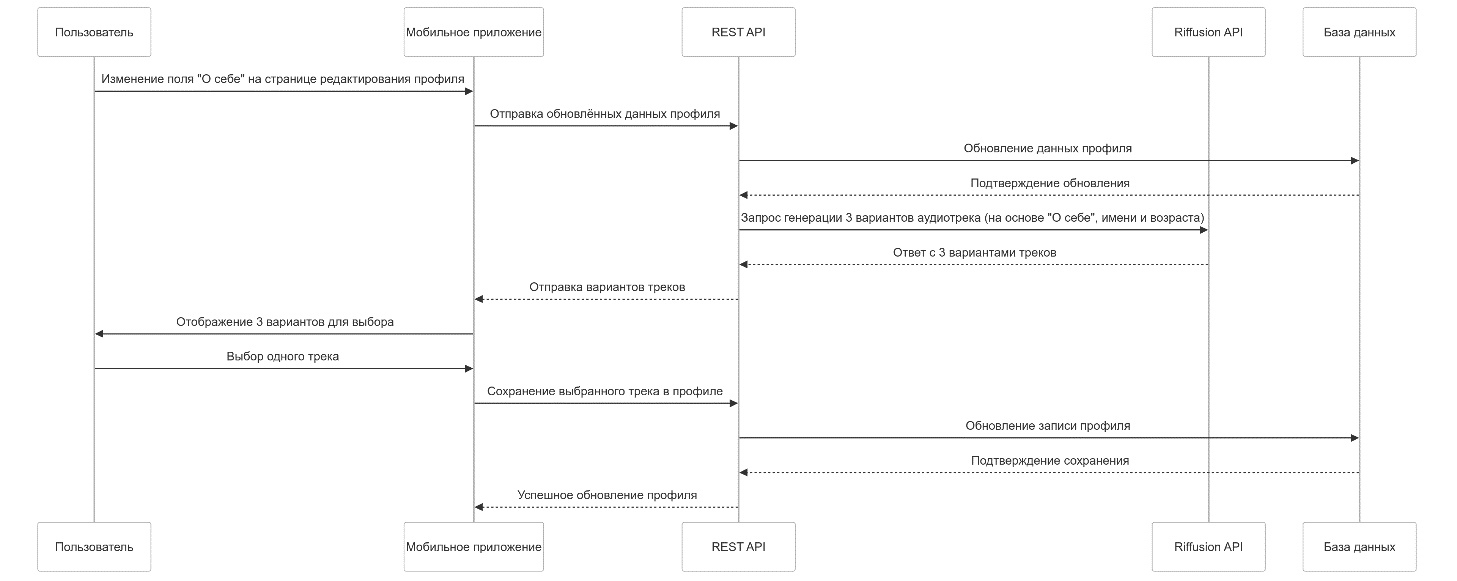 Пользователь
Мобильное приложение
REST API
Riffusion API
База данных
Изменение поля "О себе" на странице редактирования профиля
Отправка обновлённых данных профиля
Обновление данных профиля
Подтверждение обновления
Запрос генерации 3 вариантов аудиотрека (на основе "О себе", имени и возраста)
Ответ с 3 вариантами треков
Отправка вариантов треков
Отображение 3 вариантов для выбора
Выбор одного трека
Сохранение выбранного трека в профиле
Обновление записи профиля
Подтверждение сохранения
Успешное обновление профиля
Пользователь
Мобильное приложение
REST API
Riffusion API
База данных